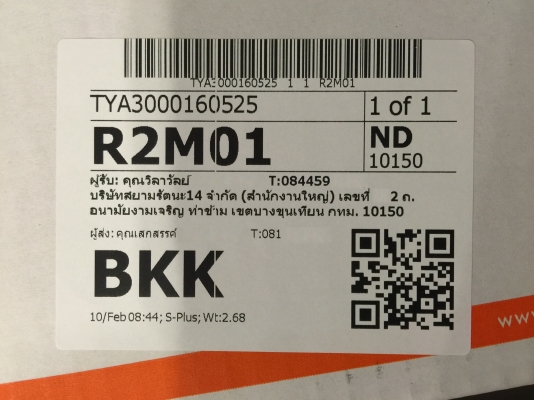 TYA3000160525 1 1 R2M01
TYA3000160525
1 of 1
R2M01
ND
10150
ผู้รับ: คุณวิลาวัลย์ T:084459
บริษัทสยามรัตนะ14 จำกัด (สำนักงานใหญ่) เลขที่ 2 ถ.
อนามัยงามเจริญ ท่าข้าม เขตบางขุนเทียน กทม. 10150
ผู้ส่ง: คุณเสกสรรค์ T:081
BKK
10/Feb 08:44; S-Plus; Wt:2.68
www